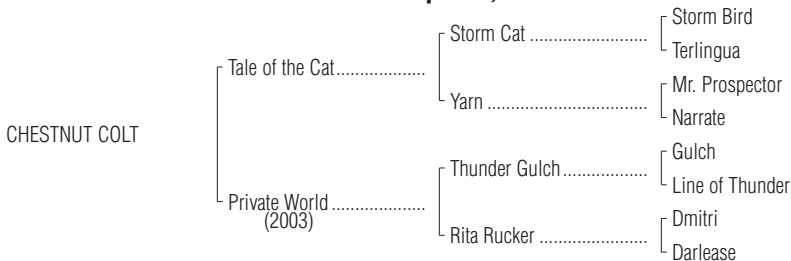 Storm Bird
Storm Cat ....................
Terlingua
Tale of the Cat...................
Mr. Prospector
Yarn ..................................
Narrate
CHESTNUT COLT
Gulch
Thunder Gulch..................
Line of Thunder
Private World ....................
(2003)
Dmitri
Rita Rucker .......................
Darlease